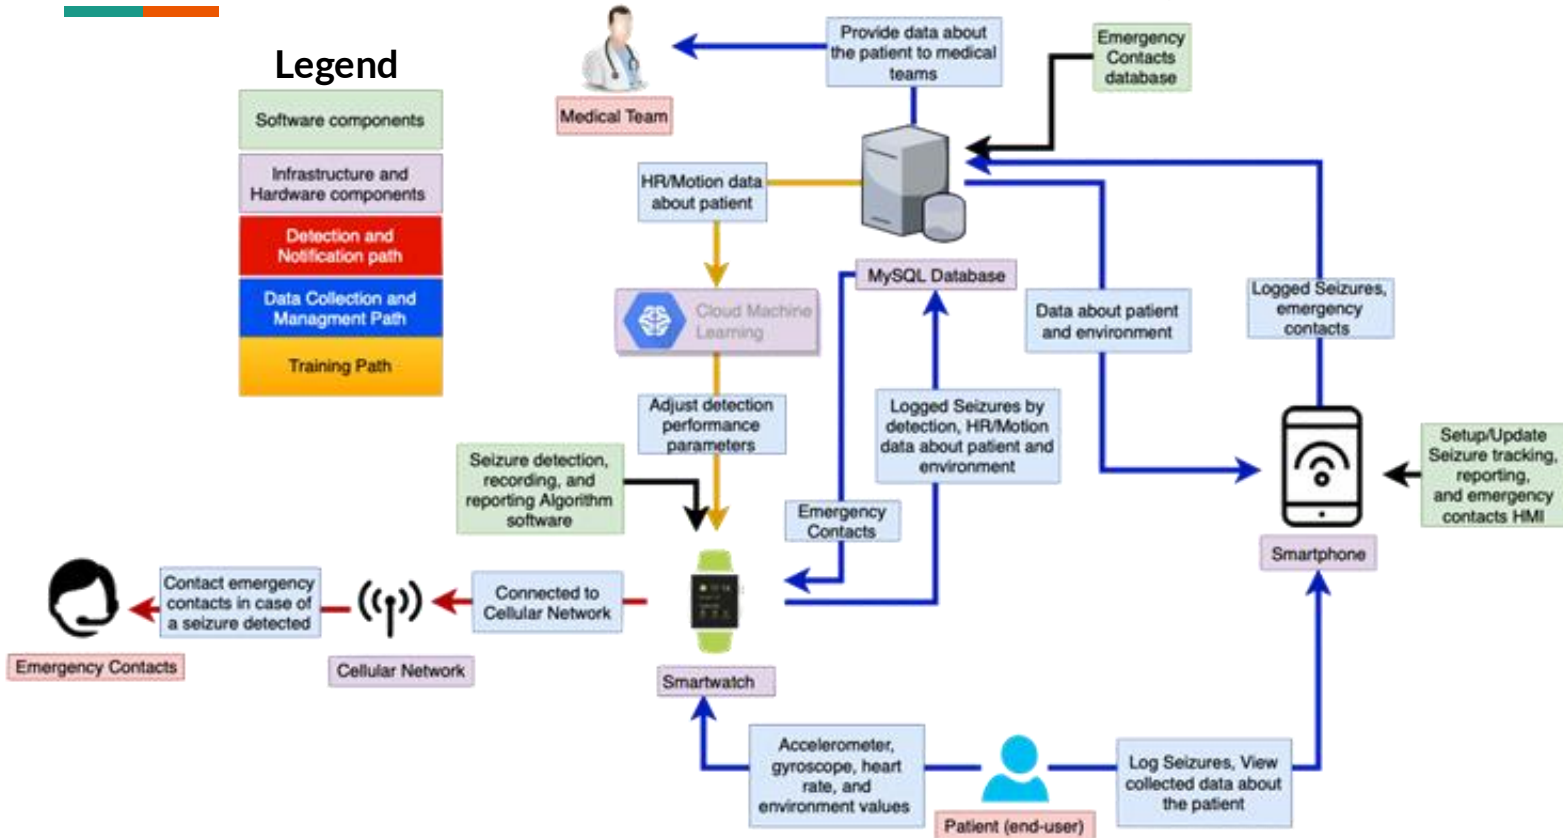 Legend
Software components
Infrastructure and
Hardware components
Detection and
Notification path
Data Collection and
Managment Path
Training Path
Medical Team
Provide data about
the patient to medical
teams
Emergency
Contacts
database
HR/Motion data
about patient
MySQL Database
Cloud Machine
Learning
Data about patient
and environment
Logged Seizures,
emergency
contacts
Adjust detection
performance
parameters
Logged Seizures by
detection, HR/Motion
data about patient and
environment
Seizure detection,
recording, and
reporting Algorithm
software
Emergency
Contacts
Setup/Update
Seizure tracking,
reporting,
and emergency
contacts HMI
Smartphone
Contact emergency
contacts in case of
a seizure detected
Connected to
Cellular Network
Emergency Contacts
Cellular Network
Smartwatch
Accelerometer,
gyroscope, heart
rate, and
environment values
Log Seizures, View
collected data about
the patient
Patient (end-user)